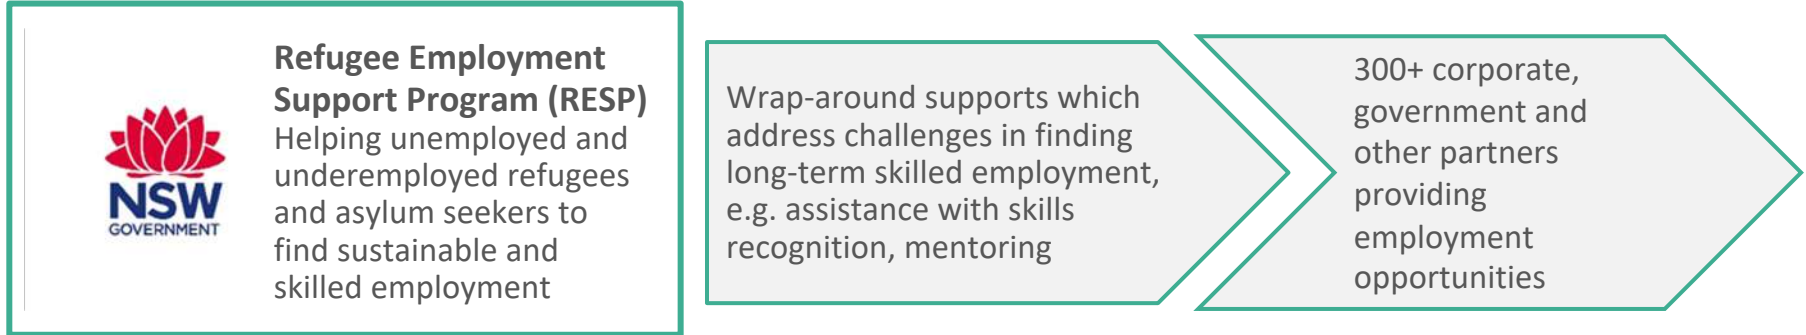 NSW
GOVERNMENT
Refugee Employment
Support Program (RESP)
Helping unemployed and
underemployed refugees
and asylum seekers to
find sustainable and
skilled employment
Wrap-around supports which
address challenges in finding
long-term skilled employment,
e.g. assistance with skills
recognition, mentoring
300+ corporate,
government and
other partners
providing
employment
opportunities